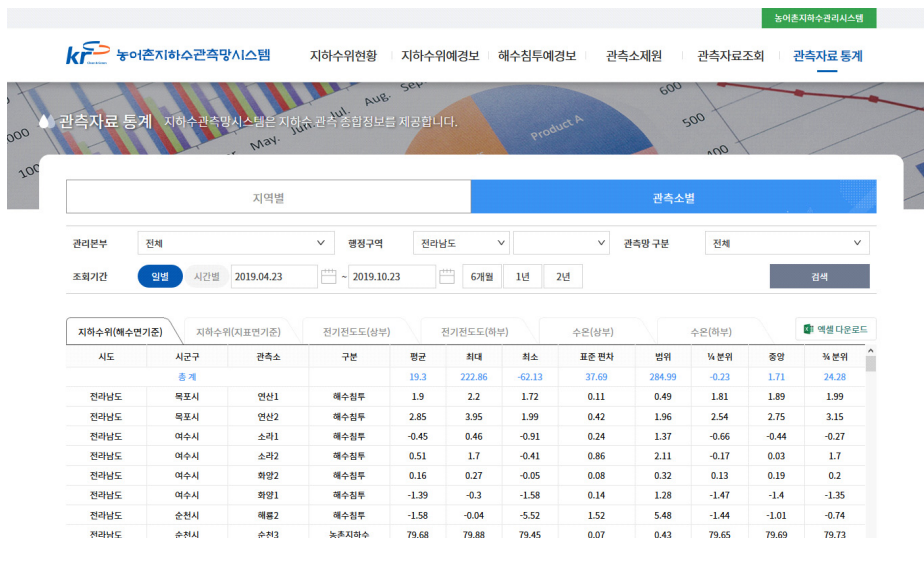 농어촌지하수관리시스템
kr 농어촌지하수관측망시스템 지하수위현황 지하수위예경보 해수침투예경보 관측소제원 관측자료조회 관측자료 통계
관측자료 통계 지하수관측망시스템은 지하수 관측 종합정보를 제공합니다.
May. Jun Jul Aug. Sep
Product A
600
500
400
000
100
지역별 관측소별
관리본부 전체 행정구역 전라남도 관측망 구분 전체
조회기간 일별 시간별 2019.04.23 ~ 2019.10.23 6개월 1년 2년 검색
지하수위(해수면기준) 지하수위(지표면기준) 전기전도도(상부) 전기전도도(하부) 수온(상부) 수온(하부) 엑셀 다운로드
시도 시군구 관측소 구분 평균 최대 최소 표준 편차 범위 ¼ 분위 중앙 ¾ 분위
총 계 19.3 222.86 -62.13 37.69 284.99 -0.23 1.71 24.28
전라남도 목포시 연산1 해수침투 1.9 2.2 1.72 0.11 0.49 1.81 1.89 1.99
전라남도 목포시 연산2 해수침투 2.85 3.95 1.99 0.42 1.96 2.54 2.75 3.15
전라남도 여수시 소라1 해수침투 -0.45 0.46 -0.91 0.24 1.37 -0.66 -0.44 -0.27
전라남도 여수시 소라2 해수침투 0.51 1.7 -0.41 0.86 2.11 -0.17 0.03 1.7
전라남도 여수시 화양2 해수침투 0.16 0.27 -0.05 0.08 0.32 0.13 0.19 0.2
전라남도 여수시 화양1 해수침투 -1.39 -0.3 -1.58 0.14 1.28 -1.47 -1.4 -1.35
전라남도 순천시 해룡2 해수침투 -1.58 -0.04 -5.52 1.52 5.48 -1.44 -1.01 -0.74
전라남도 순천시 순천3 농촌지하수 79.68 79.88 79.45 0.07 0.43 79.65 79.69 79.73